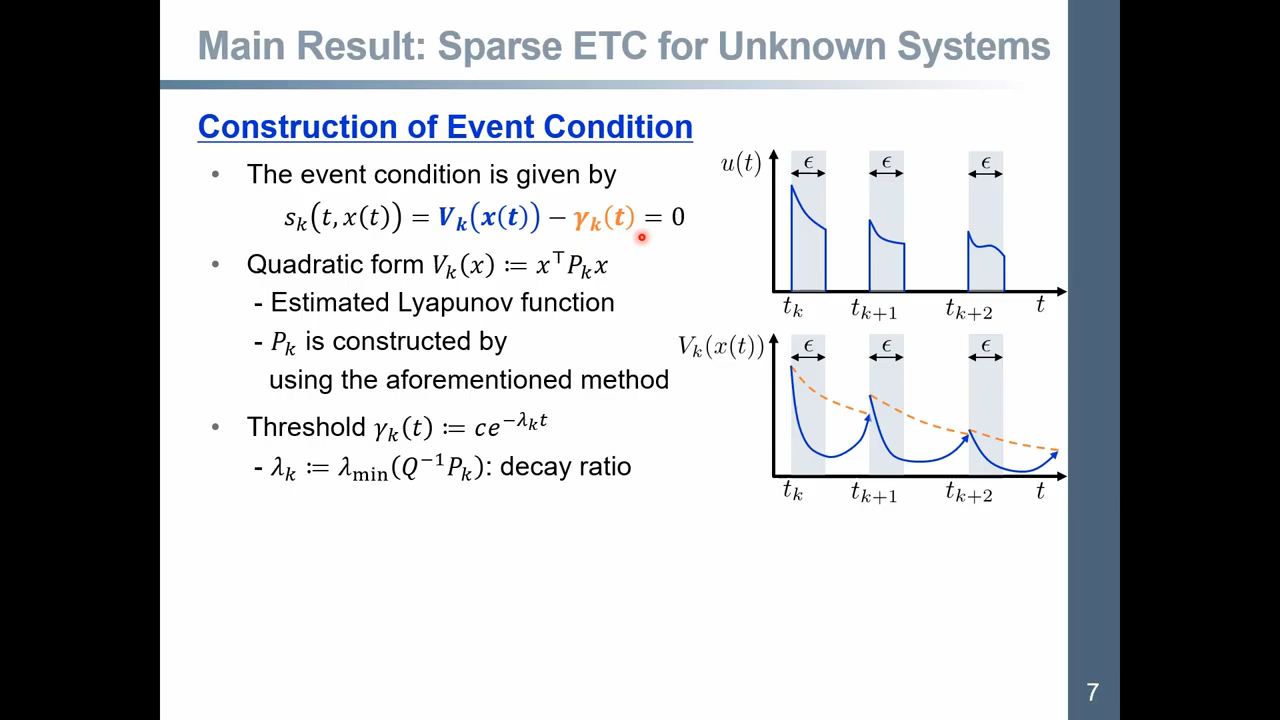 Main Result: Sparse ETC for Unknown Systems
Construction of Event Condition
• The event condition is given by
sₖ(t, x(t)) = Vₖ(x(t)) − γₖ(t) = 0
• Quadratic form Vₖ(x) ≔ x⊤Pₖx
- Estimated Lyapunov function
- Pₖ is constructed by
using the aforementioned method
• Threshold γₖ(t) ≔ ce^{−λₖt}
- λₖ ≔ λ_min(Q⁻¹Pₖ): decay ratio
u(t)
ϵ ϵ ϵ
tₖ tₖ₊₁ tₖ₊₂ t
Vₖ(x(t))
ϵ ϵ ϵ
tₖ tₖ₊₁ tₖ₊₂ t
7